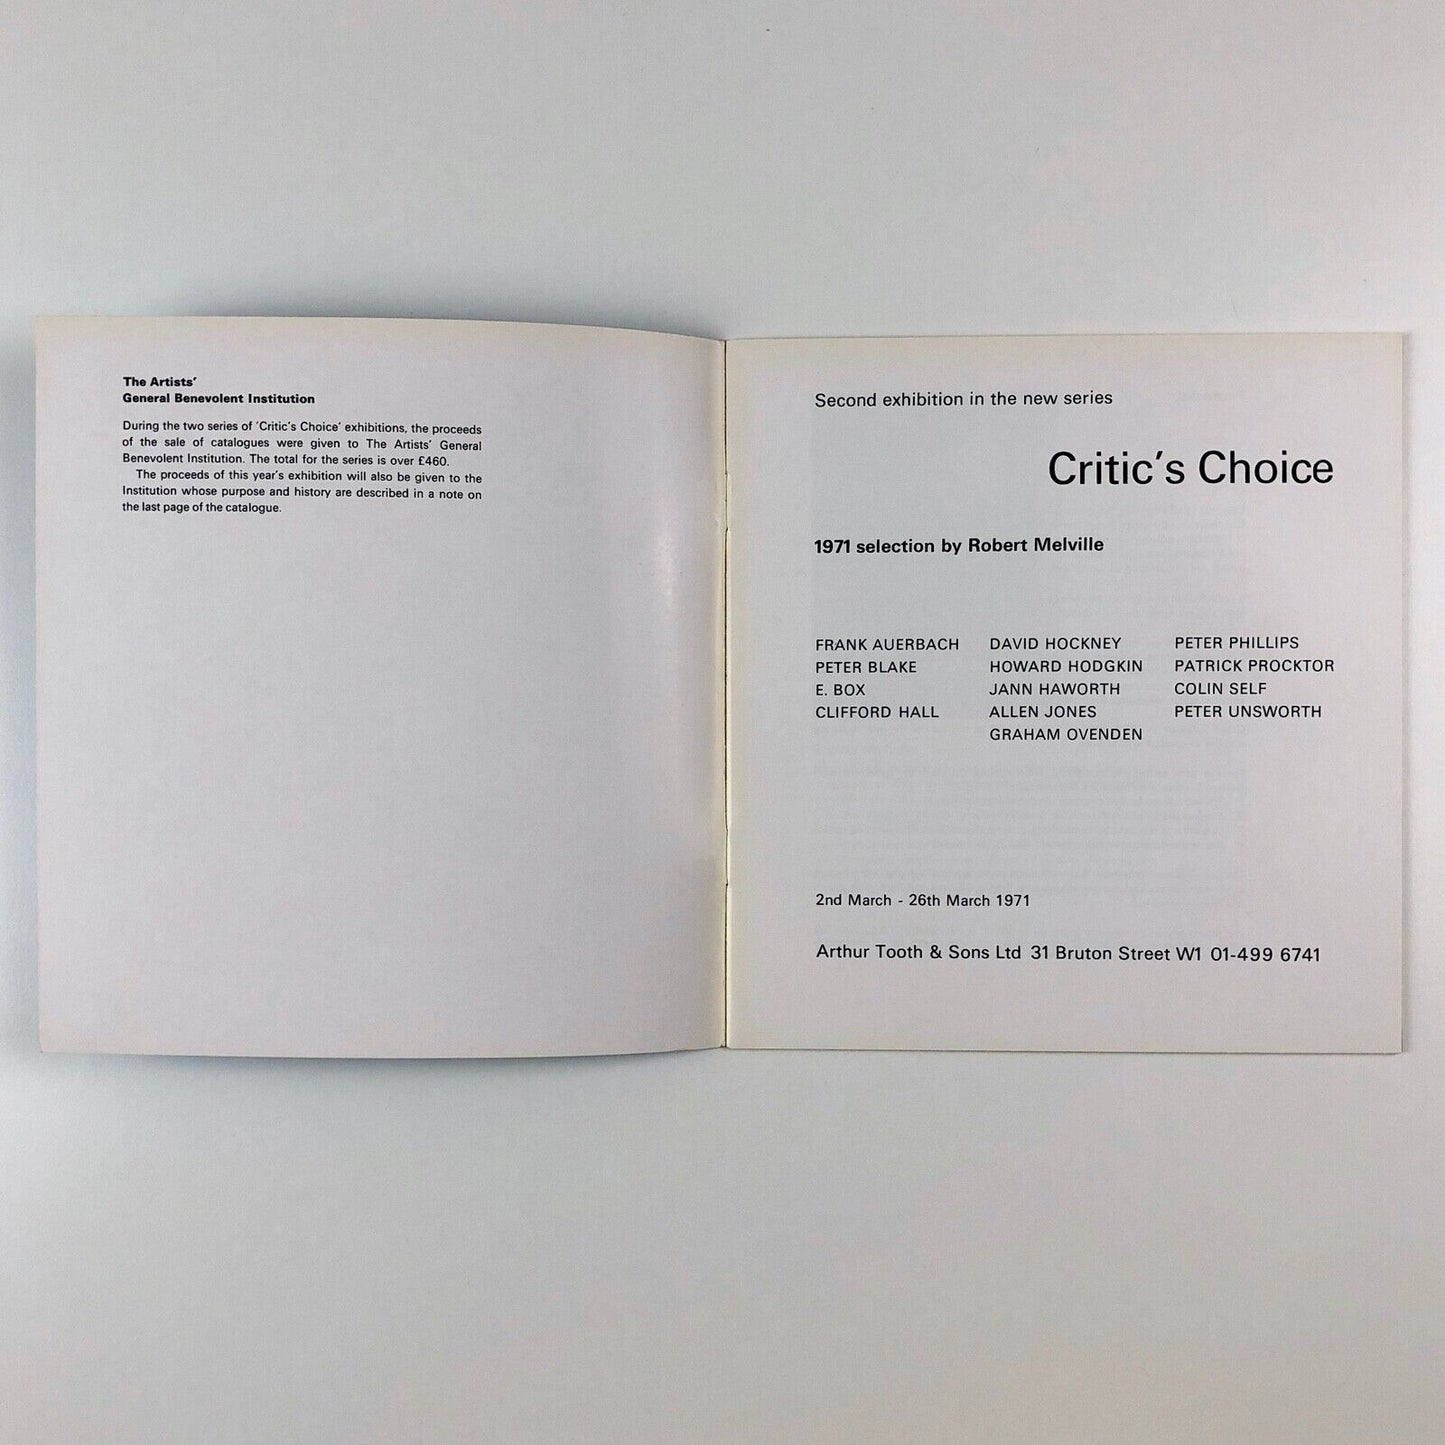 The Artists'
General Benevolent Institution
During the two series of 'Critic's Choice' exhibitions, the proceeds
of the sale of catalogues were given to The Artists' General
Benevolent Institution. The total for the series is over £460.
The proceeds of this year's exhibition will also be given to the
Institution whose purpose and history are described in a note on
the last page of the catalogue.
Second exhibition in the new series
Critic's Choice
1971 selection by Robert Melville
FRANK AUERBACH
PETER BLAKE
E. BOX
CLIFFORD HALL
DAVID HOCKNEY
HOWARD HODGKIN
JANN HAWORTH
ALLEN JONES
GRAHAM OVENDEN
PETER PHILLIPS
PATRICK PROCKTOR
COLIN SELF
PETER UNSWORTH
2nd March - 26th March 1971
Arthur Tooth & Sons Ltd 31 Bruton Street W1 01-499 6741